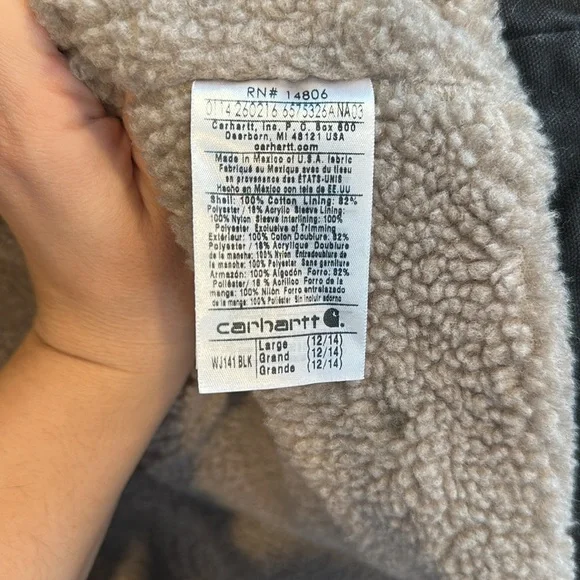 RN# 14806
0114 260216 6575326A NA03
Carhartt, Inc. P. O. Box 600
Dearborn, MI 48121 USA
carhartt.com
Made in Mexico of U.S.A. fabric
Fabriqué au Mexique avec du tissu
en provenance des ÉTATS-UNIS
Hecho en México con tela de EE.UU
Shell: 100% Cotton Lining: 82%
Polyester / 18% Acrylic Sleeve Lining:
100% Nylon Sleeve Interlining: 100%
Polyester Exclusive of Trimming
Extérieur: 100% Coton Doublure: 82%
Polyester / 18% Acrylique Doublure de
la manche: 100% Nylon Entredoublure de
la manche: 100% Polyester Sans garniture
Armazón: 100% Algodón Forro: 82%
Poliéster/ 18 % Acrílico Forro de la
manga: 100% Nilón Forro entrelazado
de la manga: 100% Poliéster Sin incluir adorno
carhartt
WJ141 BLK
Large (12/14)
Grand (12/14)
Grande (12/14)